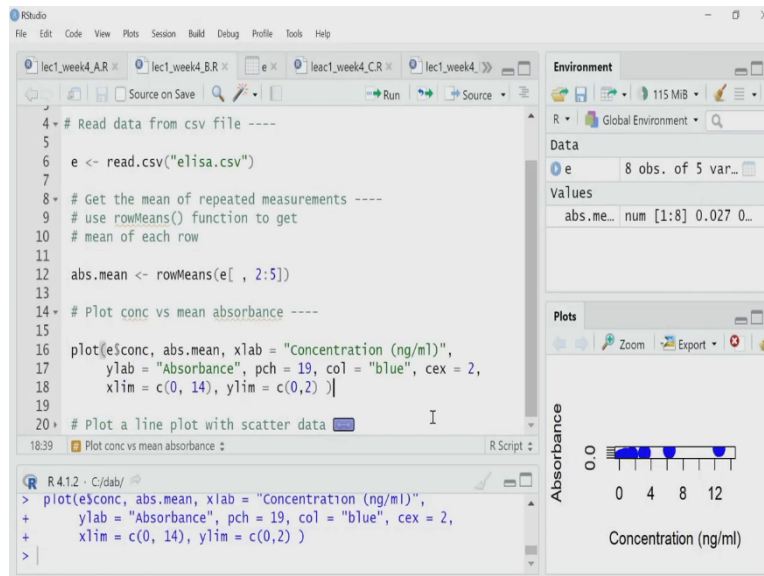 RStudio
File Edit Code View Plots Session Build Debug Profile Tools Help
lec1_week4_A.R × lec1_week4_B.R × e × leac1_week4_C.R × lec1_week4_
Source on Save Run Source
4 # Read data from csv file ----
5
6 e <- read.csv("elisa.csv")
7
8 # Get the mean of repeated measurements ----
9 # use rowMeans() function to get
10 # mean of each row
11
12 abs.mean <- rowMeans(e[ , 2:5])
13
14 # Plot conc vs mean absorbance ----
15
16 plot(e$conc, abs.mean, xlab = "Concentration (ng/ml)",
17 ylab = "Absorbance", pch = 19, col = "blue", cex = 2,
18 xlim = c(0, 14), ylim = c(0,2) )
19
20 # Plot a line plot with scatter data
18:39 Plot conc vs mean absorbance R Script
R 4.1.2 · C:/dab/
> plot(e$conc, abs.mean, xlab = "Concentration (ng/ml)",
+ ylab = "Absorbance", pch = 19, col = "blue", cex = 2,
+ xlim = c(0, 14), ylim = c(0,2) )
>
Environment
115 MiB
R Global Environment
Data
e 8 obs. of 5 var…
Values
abs.me… num [1:8] 0.027 0…
Plots
Zoom Export
Absorbance
0.0
0 4 8 12
Concentration (ng/ml)